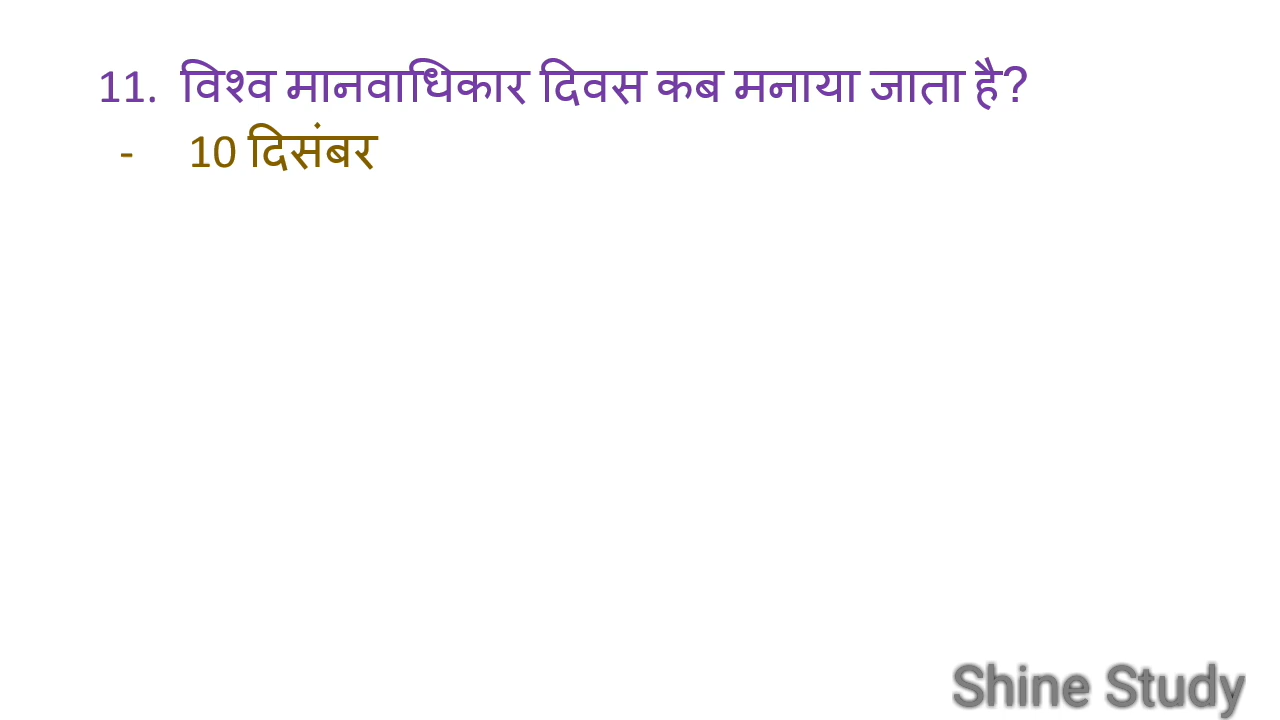 11. विश्व मानवाधिकार दिवस कब मनाया जाता है?
- 10 दिसंबर
Shine Study